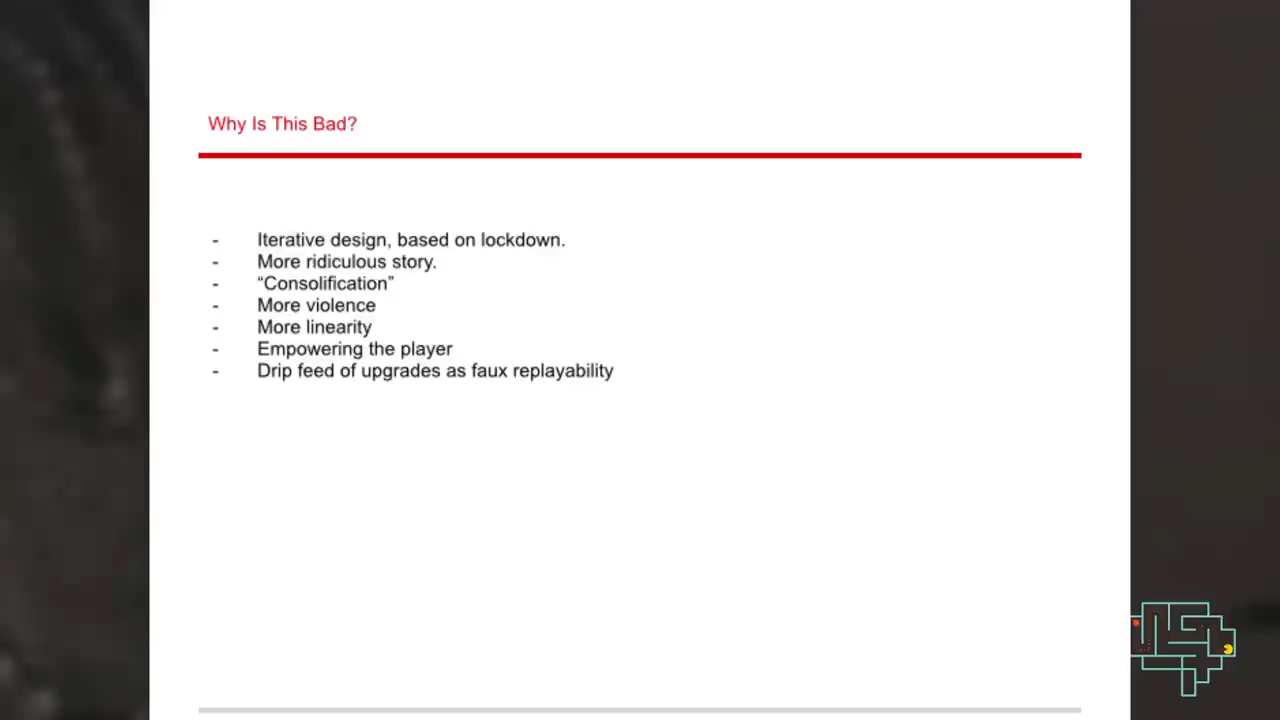 Why Is This Bad?
- Iterative design, based on lockdown.
- More ridiculous story.
- “Consolification”
- More violence
- More linearity
- Empowering the player
- Drip feed of upgrades as faux replayability